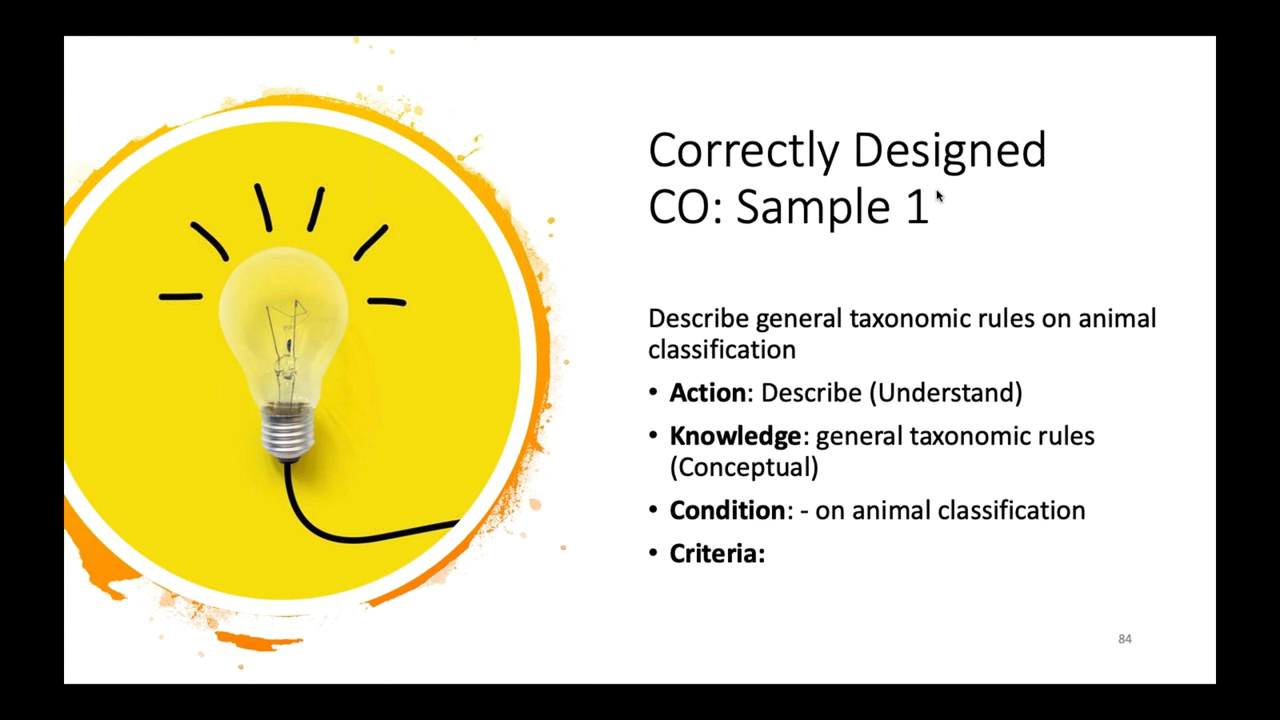 Correctly Designed
CO: Sample 1
Describe general taxonomic rules on animal
classification
• Action: Describe (Understand)
• Knowledge: general taxonomic rules
(Conceptual)
• Condition: - on animal classification
• Criteria:
84